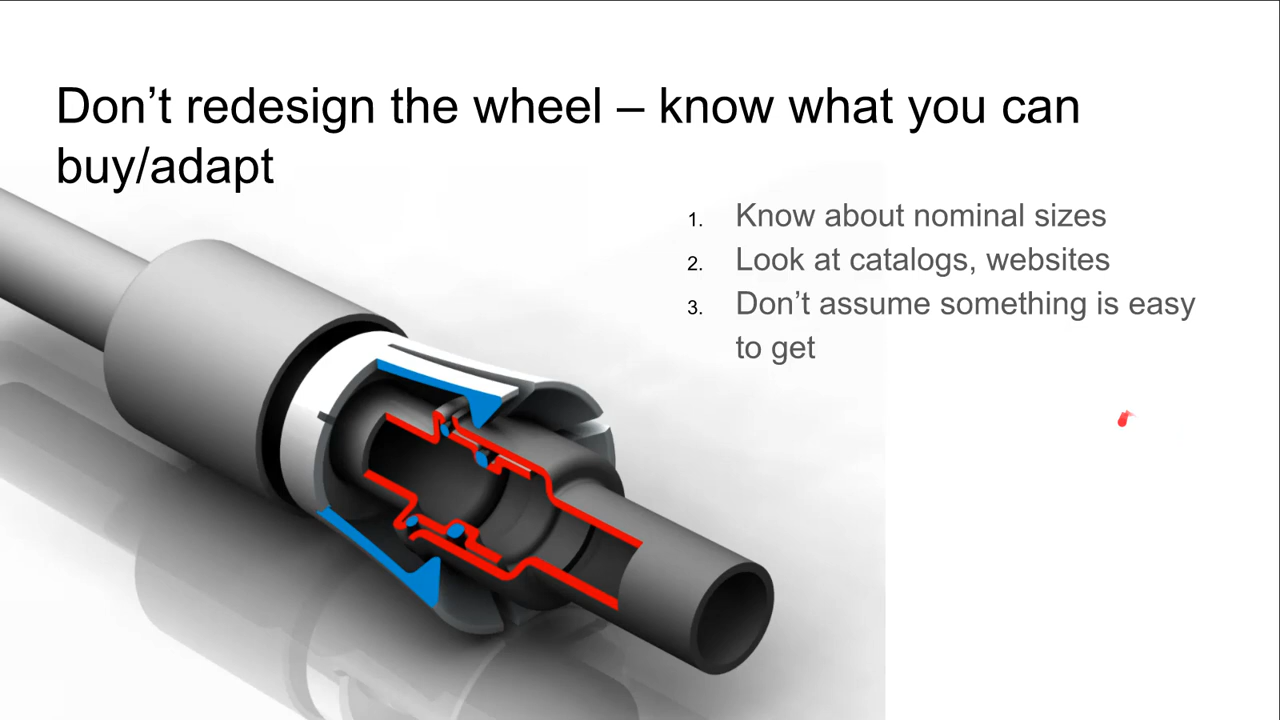 Don’t redesign the wheel – know what you can
buy/adapt
1. Know about nominal sizes
2. Look at catalogs, websites
3. Don’t assume something is easy
to get